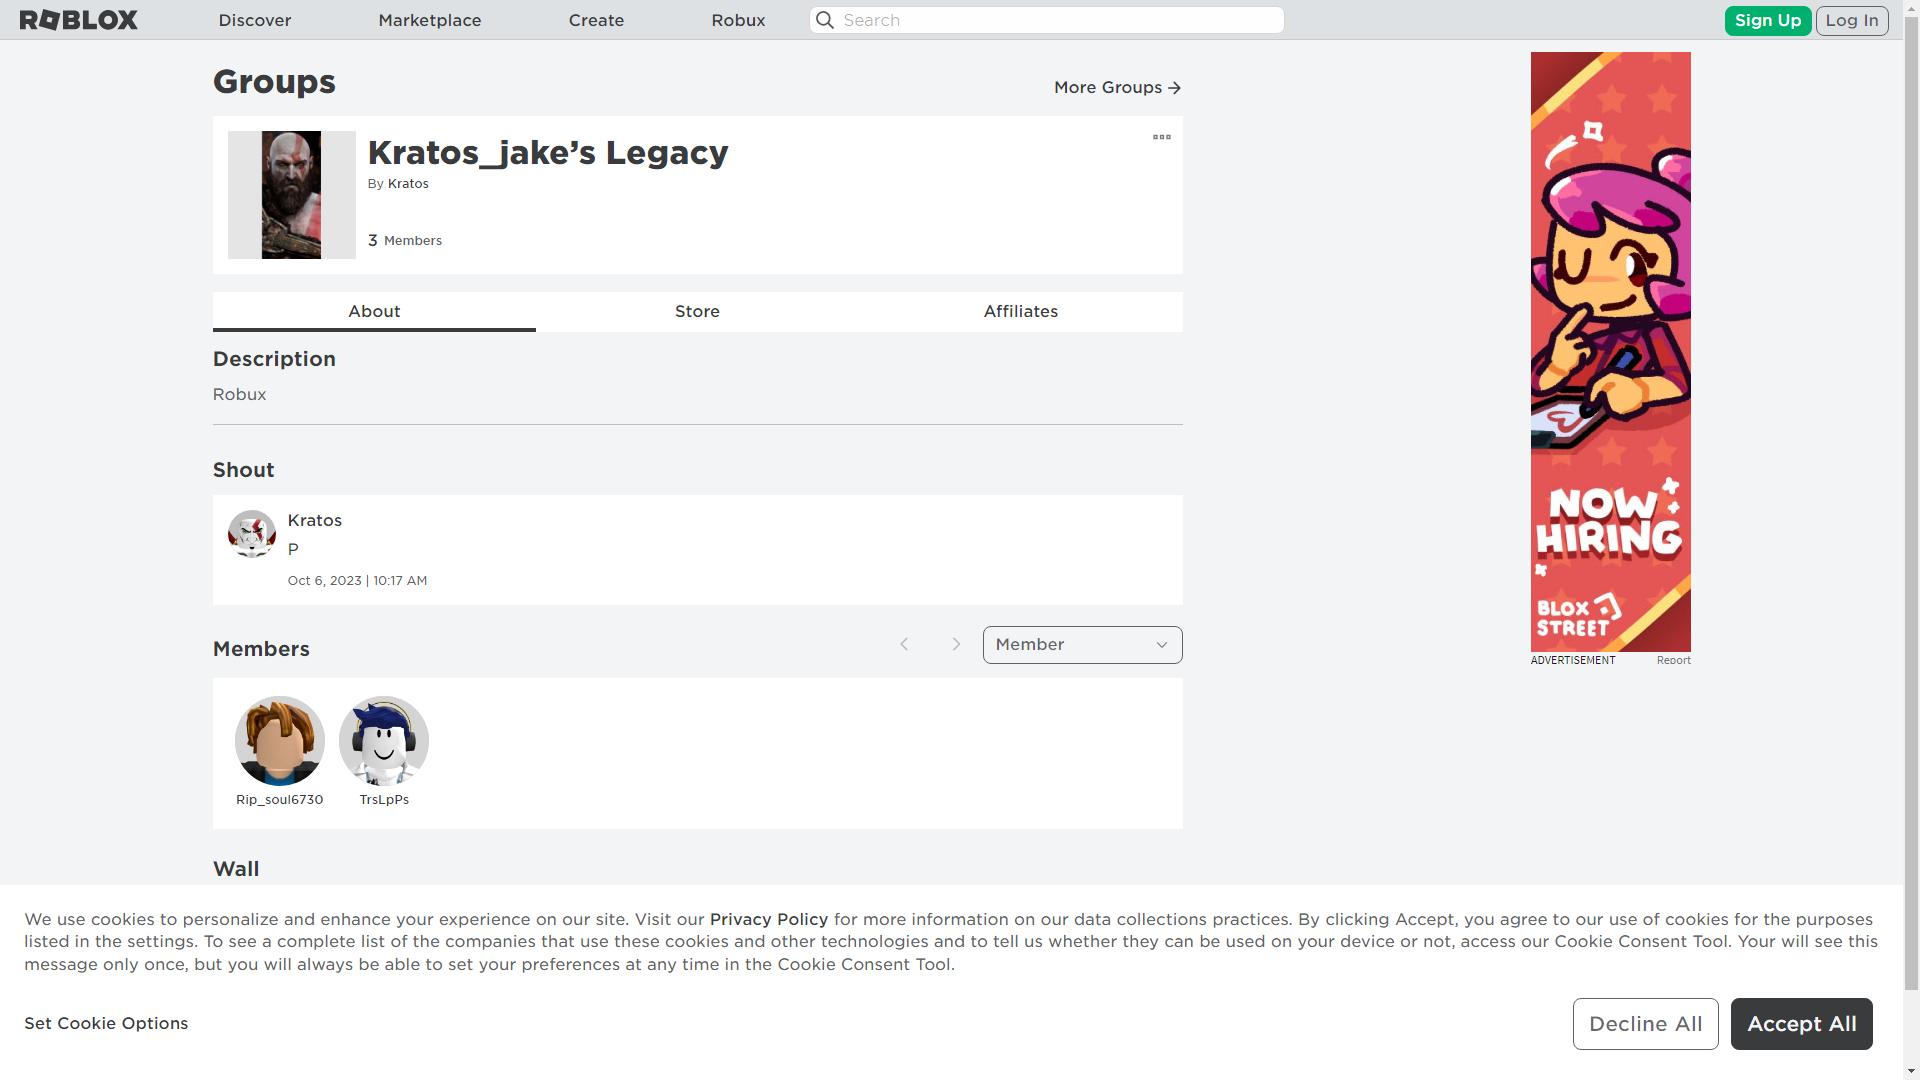 ROBLOX
Discover
Marketplace
Create
Robux
Search
Sign Up
Log In
Groups
More Groups
Kratos_jake’s Legacy
By Kratos
3 Members
About
Store
Affiliates
Description
Robux
Shout
Kratos
P
Oct 6, 2023 | 10:17 AM
Members
Member
Rip_soul6730
TrsLpPs
Wall
NOW
HIRING
BLOX
STREET
ADVERTISEMENT
Report
We use cookies to personalize and enhance your experience on our site. Visit our Privacy Policy for more information on our data collections practices. By clicking Accept, you agree to our use of cookies for the purposes
listed in the settings. To see a complete list of the companies that use these cookies and other technologies and to tell us whether they can be used on your device or not, access our Cookie Consent Tool. Your will see this
message only once, but you will always be able to set your preferences at any time in the Cookie Consent Tool.
Set Cookie Options
Decline All
Accept All